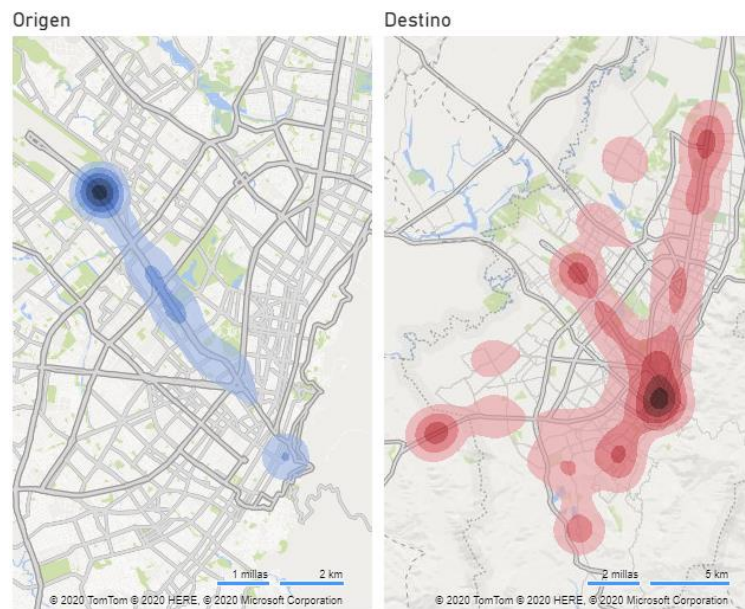 Origen
Destino
1 millas 2 km
© 2020 TomTom © 2020 HERE, © 2020 Microsoft Corporation
2 millas 5 km
© 2020 TomTom © 2020 HERE, © 2020 Microsoft Corporation